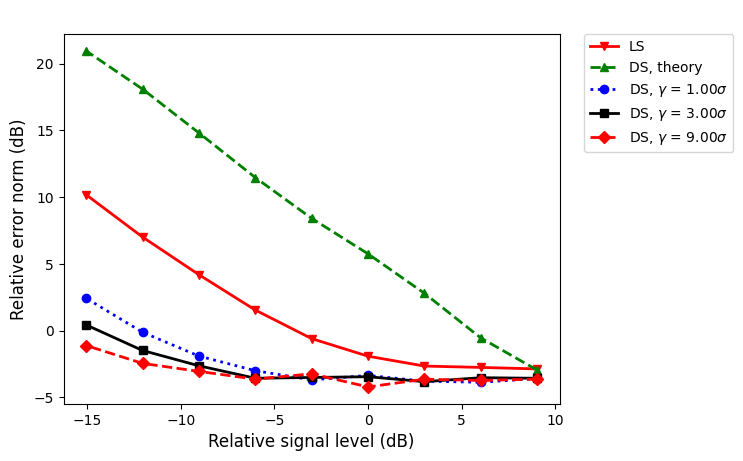 Relative error norm (dB)
20
15
10
5
0
−5
−15
−10
−5
0
5
10
Relative signal level (dB)
LS
DS, theory
DS, γ = 1.00σ
DS, γ = 3.00σ
DS, γ = 9.00σ